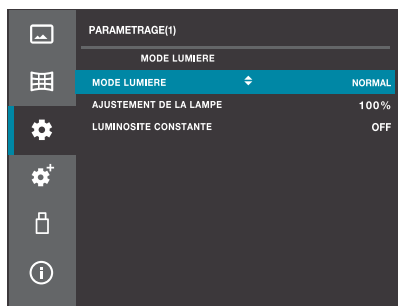 PARAMETRAGE(1)
MODE LUMIERE
MODE LUMIERE NORMAL
AJUSTEMENT DE LA LAMPE 100%
LUMINOSITE CONSTANTE OFF